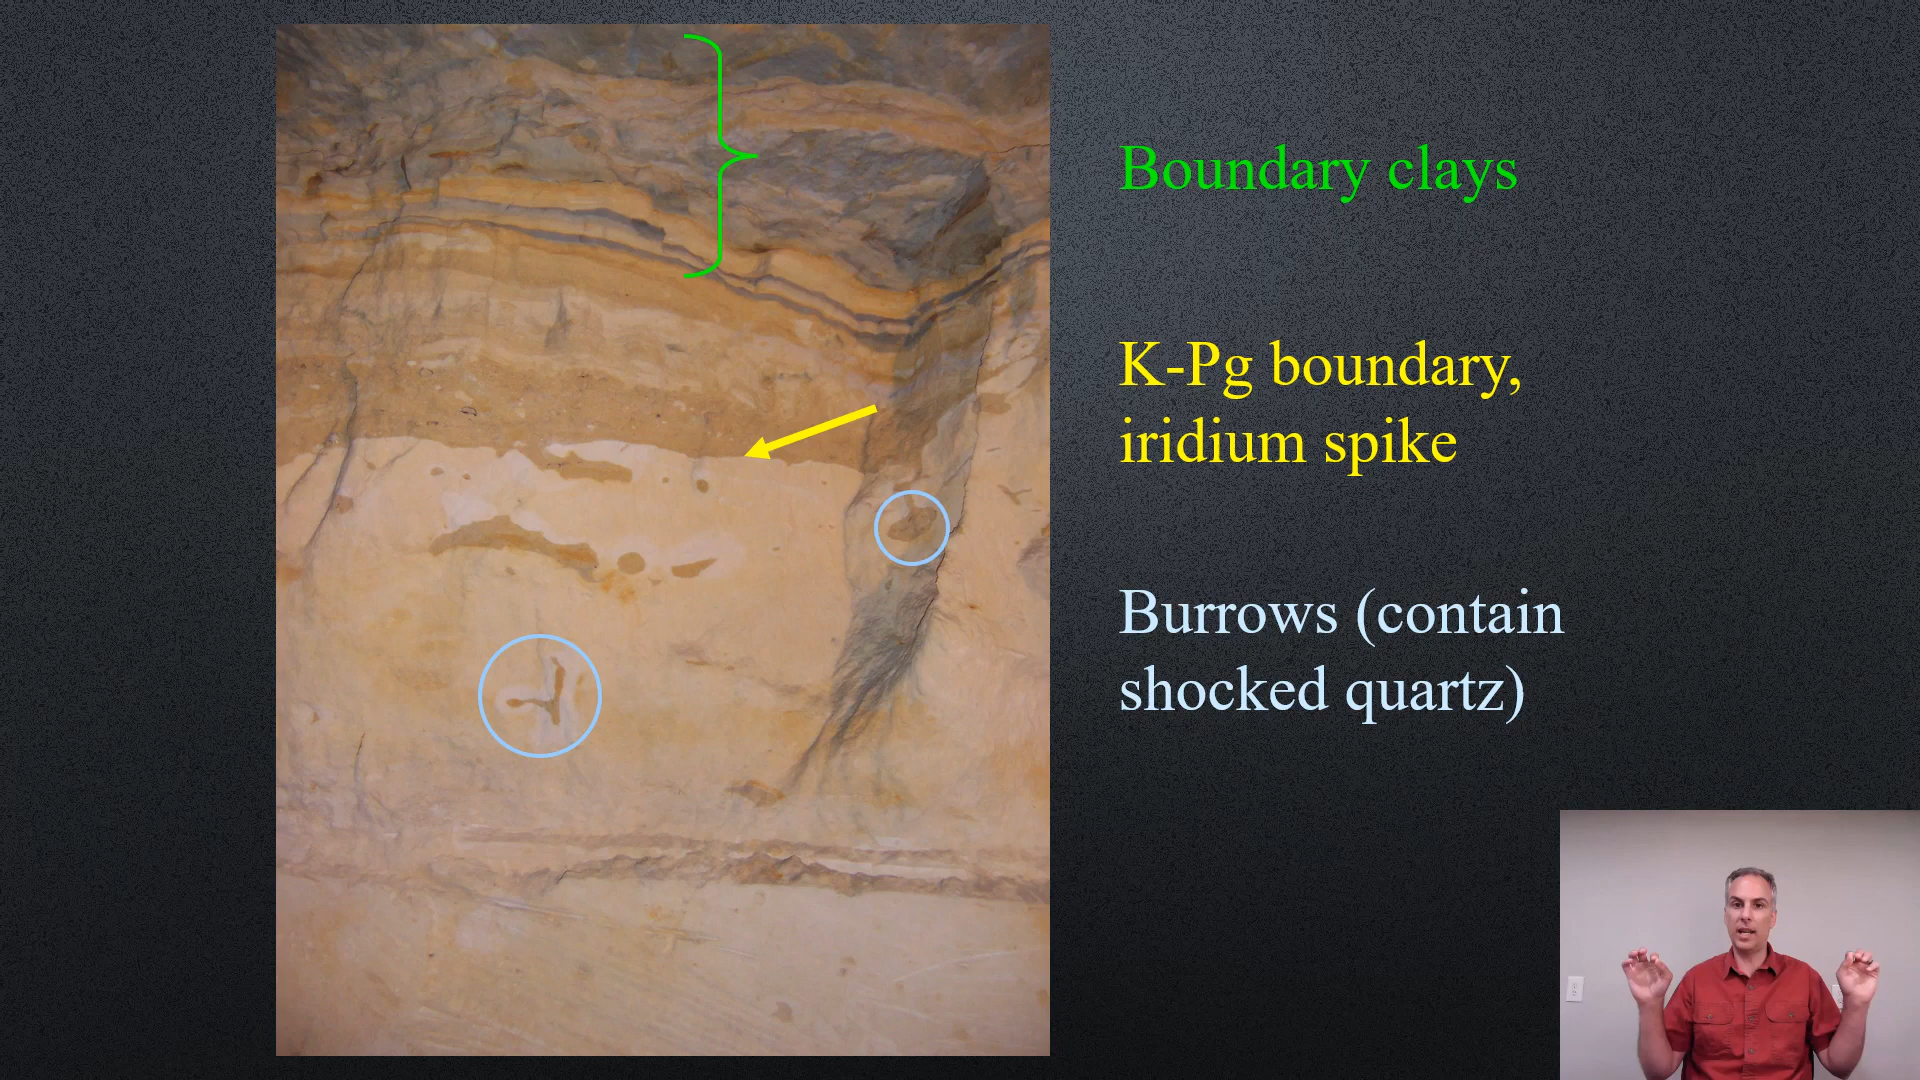 Boundary clays
K-Pg boundary,
iridium spike
Burrows (contain
shocked quartz)